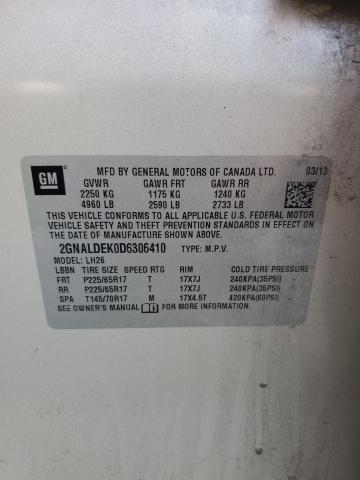 GM
MFD BY GENERAL MOTORS OF CANADA LTD. 03/13
GVWR GAWR FRT GAWR RR
2250 KG 1175 KG 1240 KG
4960 LB 2590 LB 2733 LB
THIS VEHICLE CONFORMS TO ALL APPLICABLE U.S. FEDERAL MOTOR
VEHICLE SAFETY AND THEFT PREVENTION STANDARDS IN EFFECT
ON THE DATE OF MANUFACTURE SHOWN ABOVE.
2GNALDEK0D6306410 TYPE: M.P.V.
MODEL: LH26
LBBN TIRE SIZE SPEED RTG RIM COLD TIRE PRESSURE
FRT P225/65R17 T 17X7J 240KPA(35PSI)
RR P225/65R17 T 17X7J 240KPA(35PSI)
SPA T145/70R17 M 17X4.5T 420KPA(60PSI)
SEE OWNER'S MANUAL FOR MORE INFORMATION.